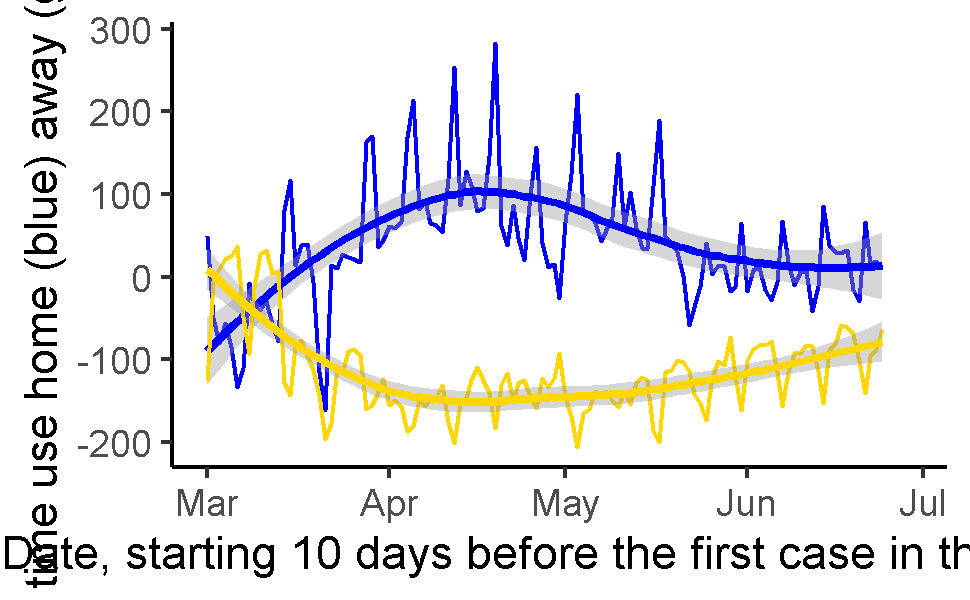 time use home (blue) away (
300
200
100
0
-100
-200
Mar Apr May Jun Jul
Date, starting 10 days before the first case in th